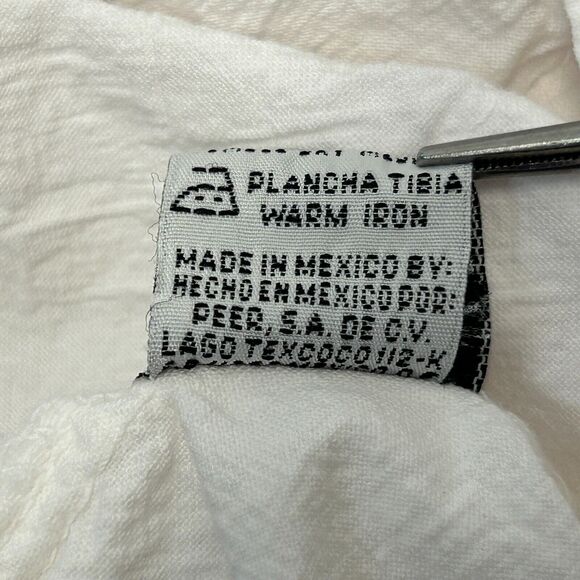 PLANCHA TIBIA
WARM IRON
MADE IN MEXICO BY:
HECHO EN MEXICO POR:
PEER, S.A. DE C.V.
LAGO TEXCOCO 112-K